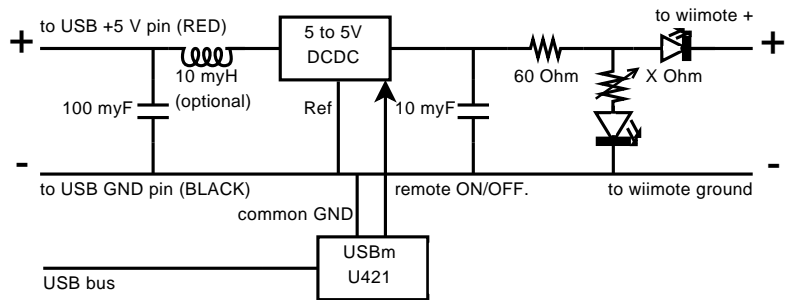 to USB +5 V pin (RED)
5 to 5V
DCDC
to wiimote +
+
+
10 myH
(optional)
60 Ohm
X Ohm
100 myF
Ref
10 myF
-
-
to USB GND pin (BLACK)
remote ON/OFF.
to wiimote ground
common GND
USBm
U421
USB bus